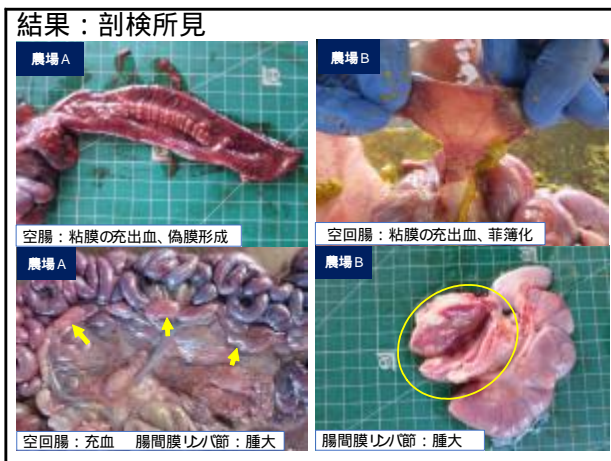 結果：剖検所見
農場A
農場B
空腸：粘膜の充出血、偽膜形成
空回腸：粘膜の充出血、菲簿化
農場A
農場B
空回腸：充血　腸間膜リンパ節：腫大
腸間膜リンパ節：腫大